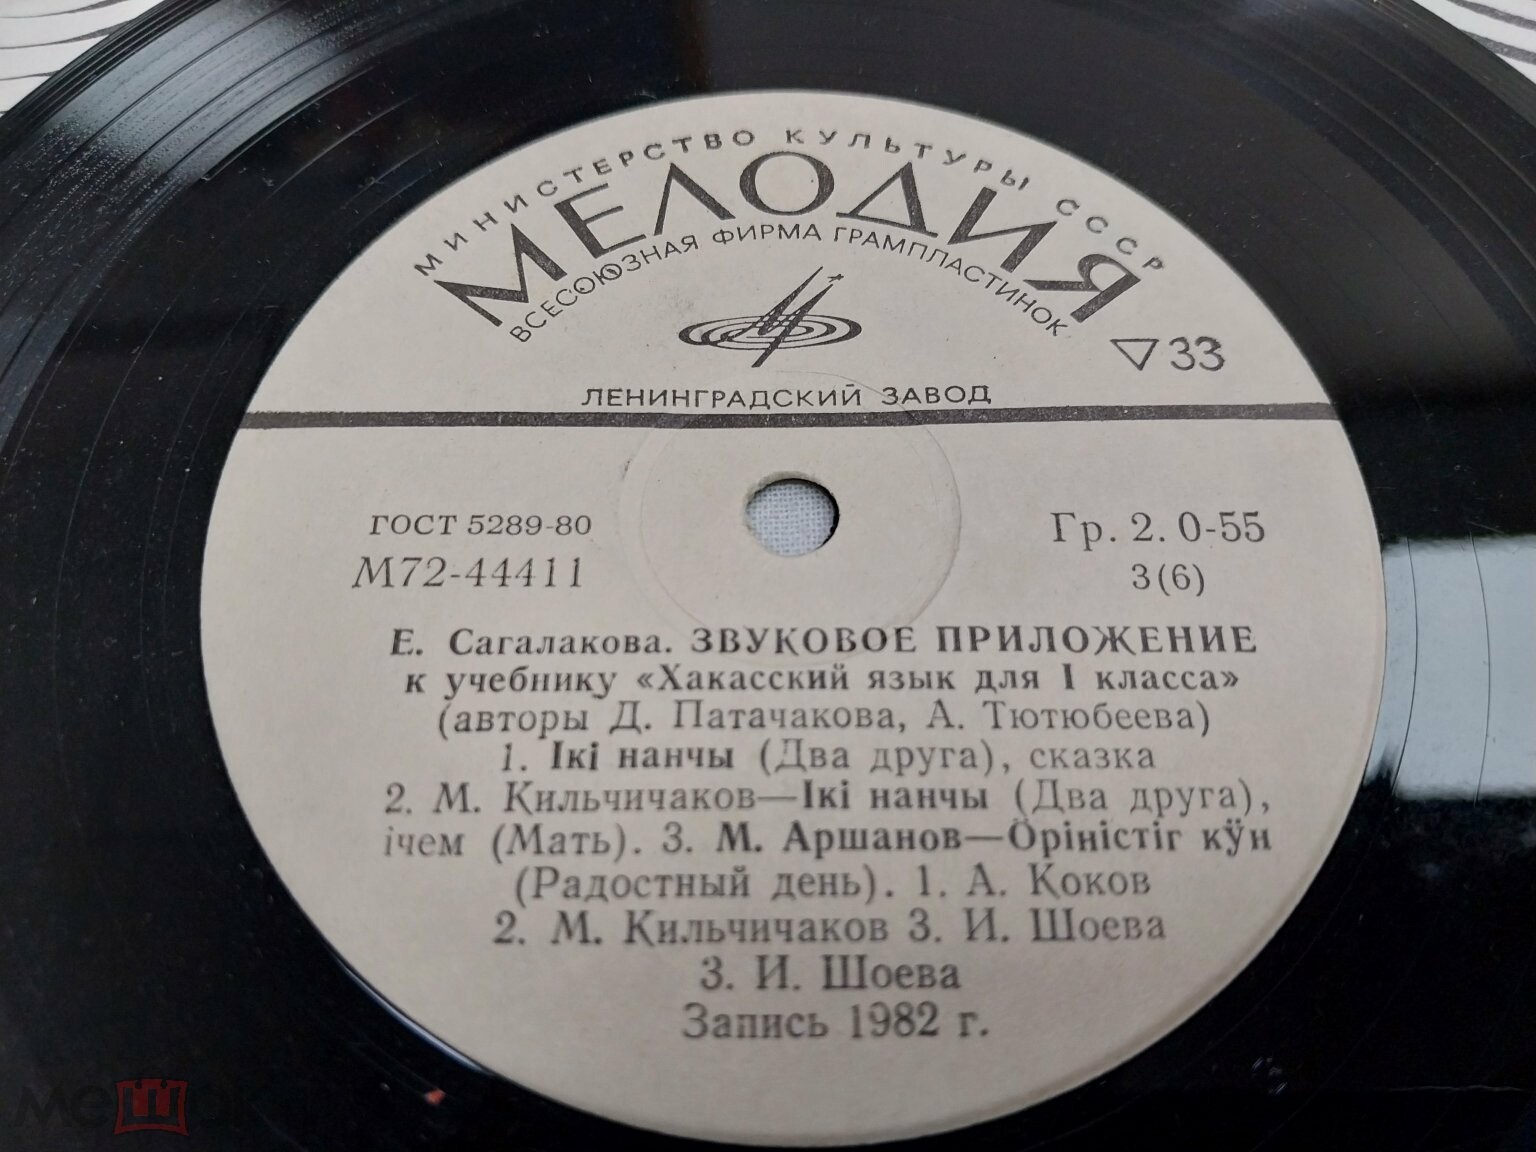 МИНИСТЕРСТВО КУЛЬТУРЫ СССР
МЕЛОДИЯ
ВСЕСОЮЗНАЯ ФИРМА ГРАМПЛАСТИНОК
33
ЛЕНИНГРАДСКИЙ ЗАВОД
ГОСТ 5289-80
М72-44411
Гр. 2. 0-55
3(6)
Е. Сагалакова. ЗВУКОВОЕ ПРИЛОЖЕНИЕ
к учебнику «Хакасский язык для I класса»
(авторы Д. Патачакова, А. Тютюбеева)
1. Ікі нанчы (Два друга), сказка
2. М. Кильчичаков—Ікі нанчы (Два друга),
ічем (Мать). 3. М. Аршанов—Öріністіг кӱн
(Радостный день). 1. А. Коков
2. М. Кильчичаков 3. И. Шоева
3. И. Шоева
Запись 1982 г.
мешок